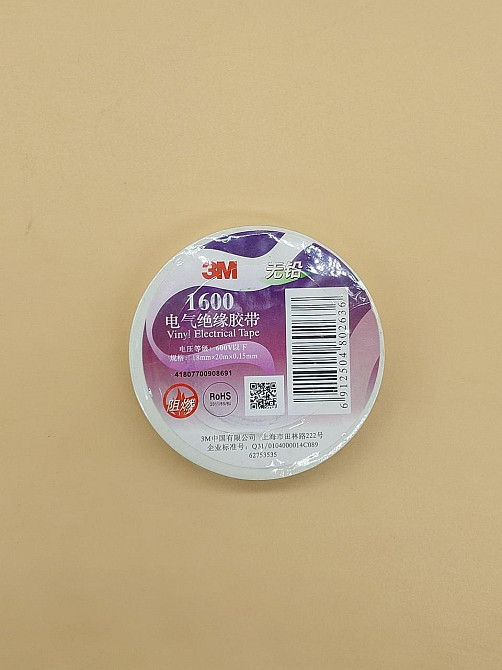 3M 无铅
1600
电气绝缘胶带
Vinyl Electrical Tape
电压等级：600V以下
规格：18mm×20m×0.15mm
41807700908691
阻燃
RoHS
6 912504 802636
3M中国有限公司 上海市田林路222号
企业标准号：Q31/0104000014C089
62753535